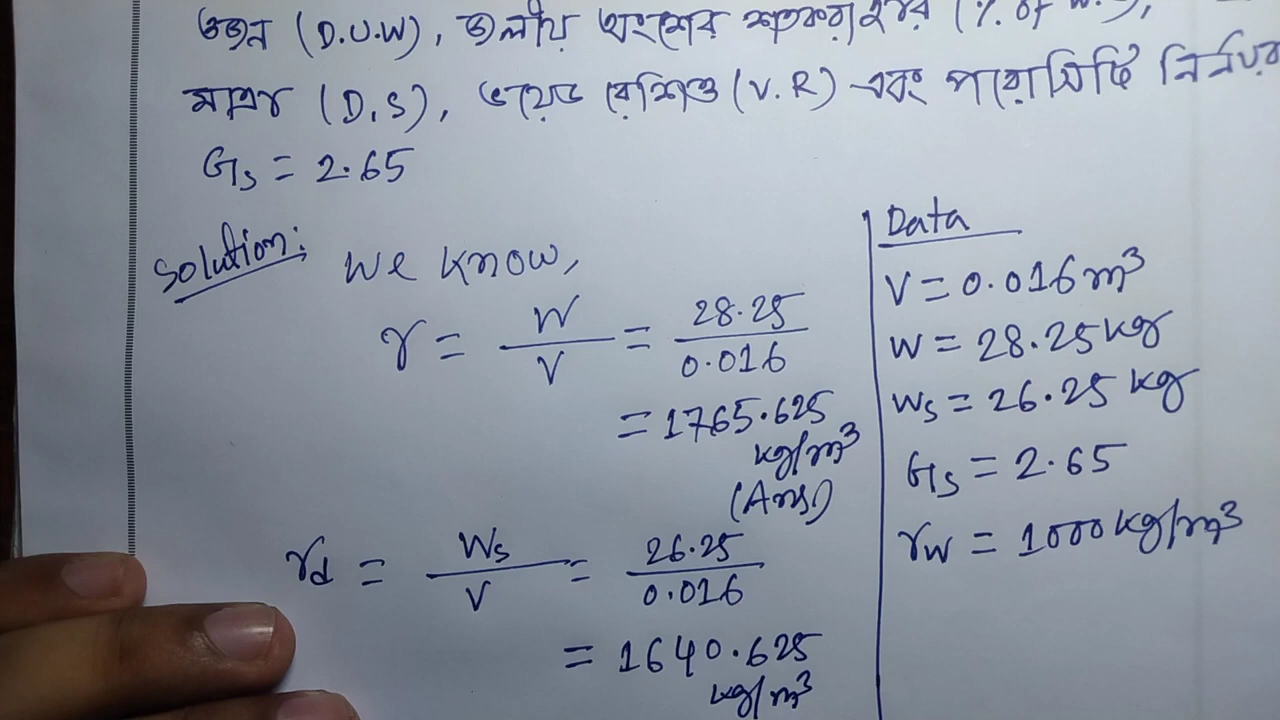 ওজন (D.U.W), জলীয় অংশের শতকরা হার (% of W.C),
মাত্রা (D.S), ভয়েড রেশিও (V.R) এবং পরোসিটি নির্নয়
Gs = 2.65
Solution: We know,
γ = W/V = 28.25/0.016
= 1765.625
kg/m³
(Ans)
γd = Ws/V = 26.25/0.016
= 1640.625
kg/m³
Data
V = 0.016 m³
W = 28.25 kg
Ws = 26.25 kg
Gs = 2.65
γw = 1000 kg/m³